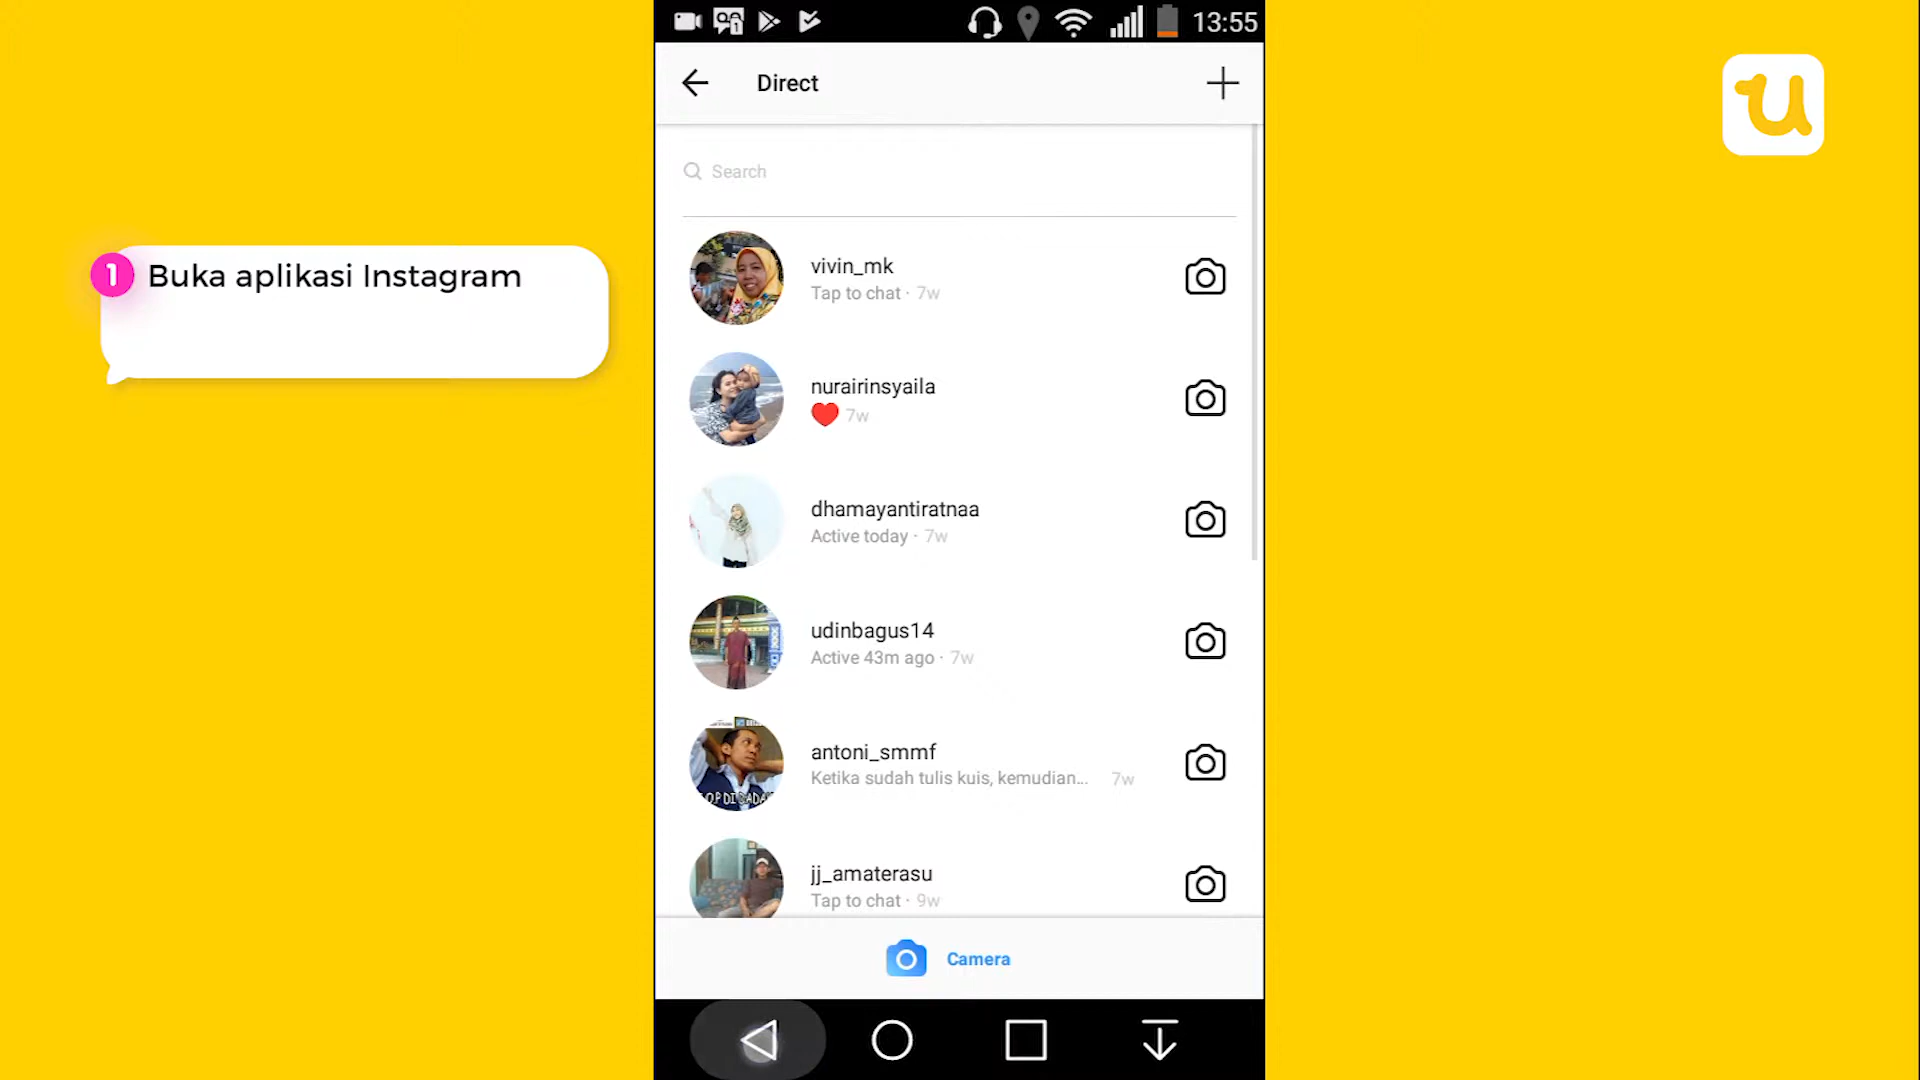 13:55
Direct
Search
1 Buka aplikasi Instagram
vivin_mk
Tap to chat · 7w
nurairinsyaila
❤ 7w
dhamayantiratnaa
Active today · 7w
udinbagus14
Active 43m ago · 7w
antoni_smmf
Ketika sudah tulis kuis, kemudian... 7w
jj_amaterasu
Tap to chat · 9w
Camera